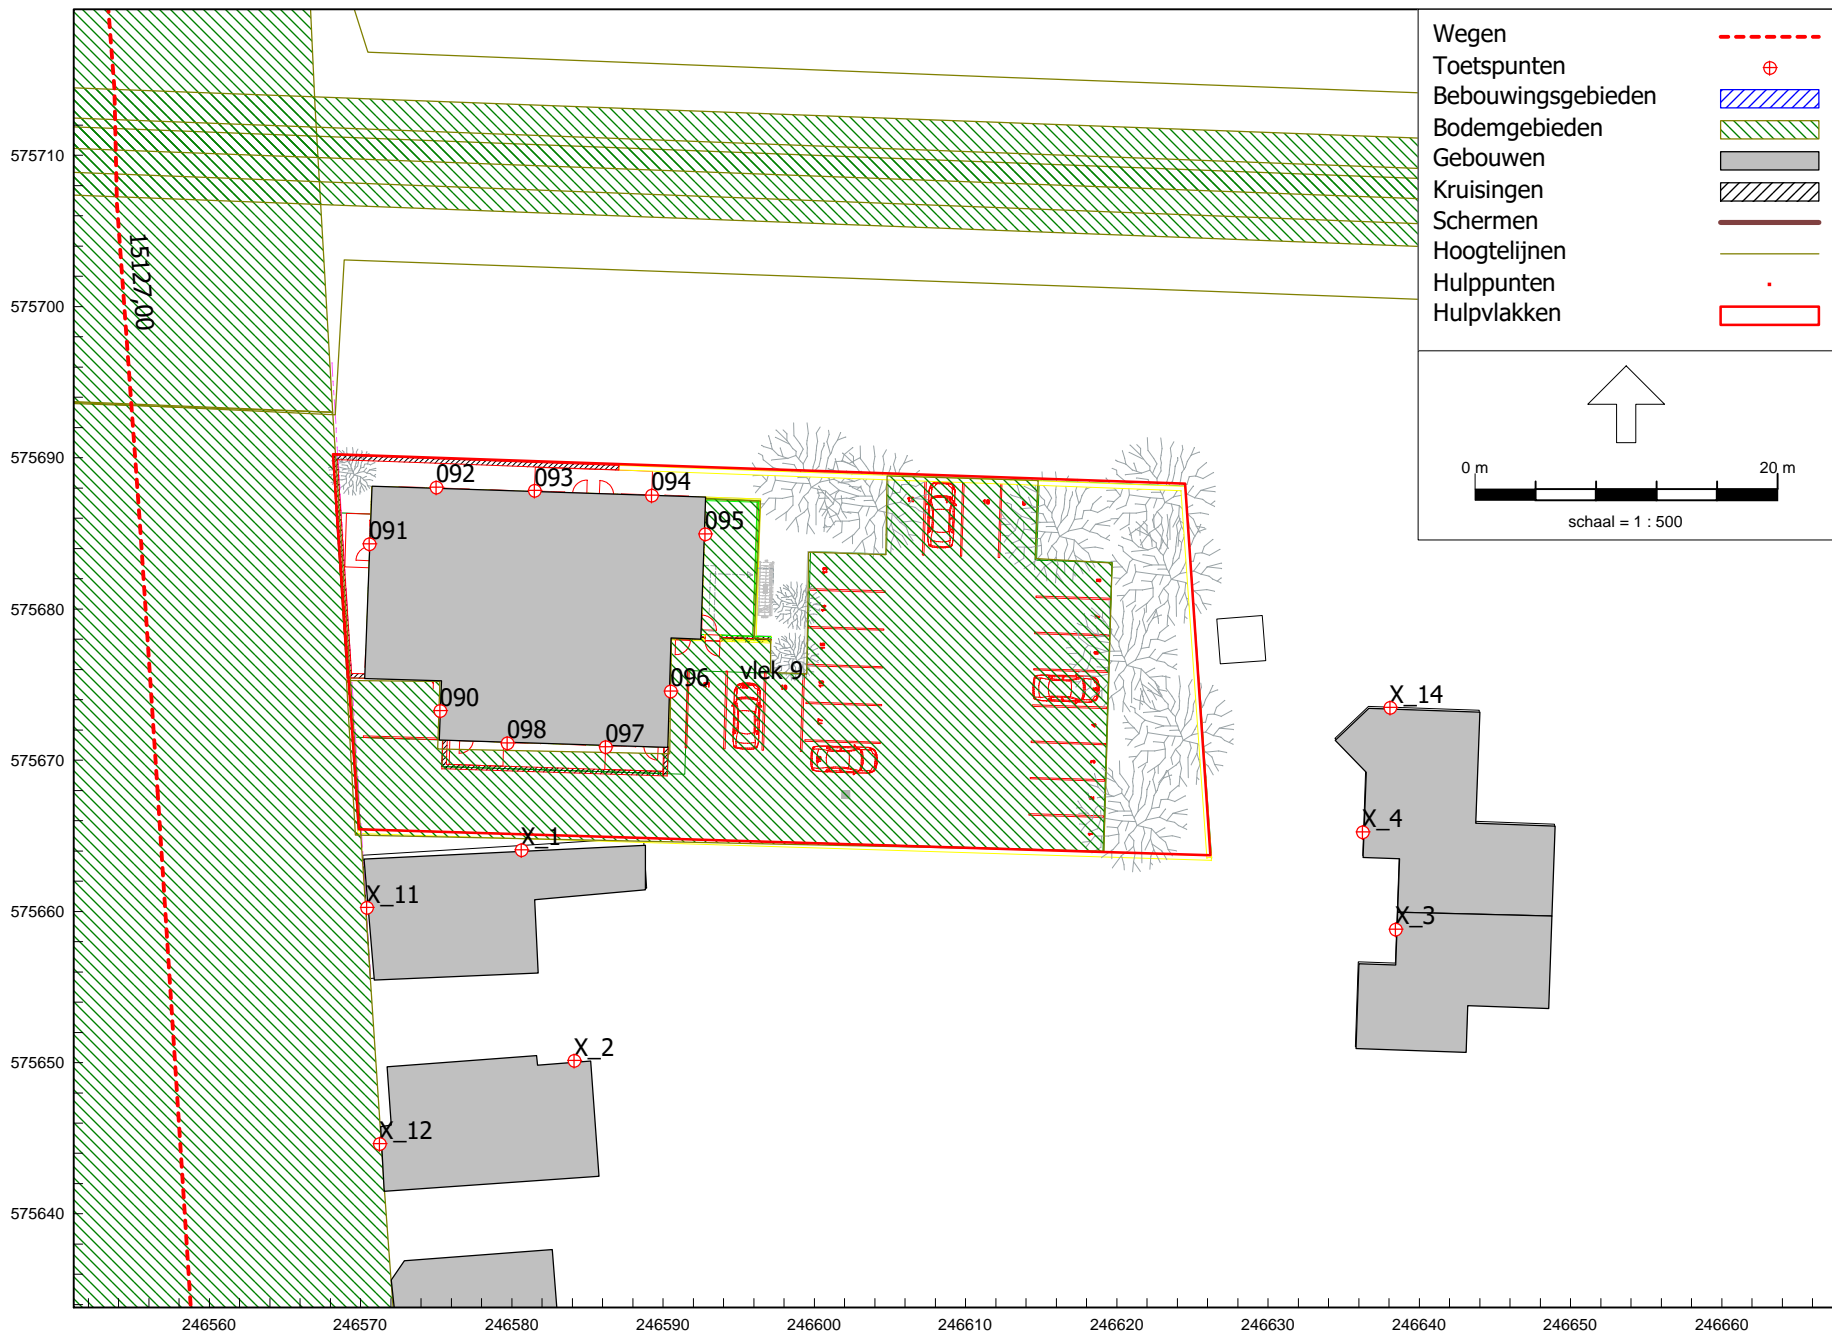 Wegen
Toetspunten
Bebouwingsgebieden
Bodemgebieden
Gebouwen
Kruisingen
Schermen
Hoogtelijnen
Hulppunten
Hulpvlakken
0 m
20 m
schaal = 1 : 500
575710
575700
575690
575680
575670
575660
575650
575640
15127,00
092
093
094
091
095
096
vlek 9
090
098
097
X_14
X_1
X_4
X_11
X_3
X_2
X_12
246560
246570
246580
246590
246600
246610
246620
246630
246640
246650
246660